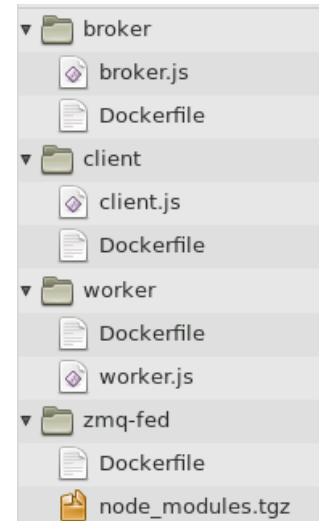 broker
broker.js
Dockerfile
client
client.js
Dockerfile
worker
Dockerfile
worker.js
zmq-fed
Dockerfile
node_modules.tgz